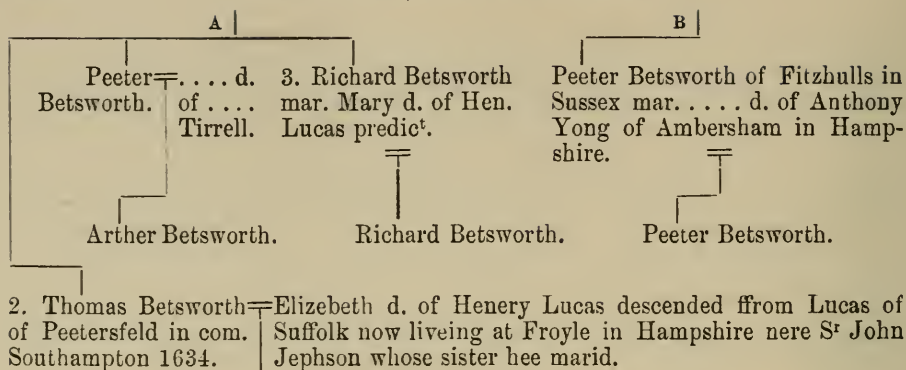 A B
Peeter=. . . . d.
Betsworth. of . . . .
Tirrell.
3. Richard Betsworth
mar. Mary d. of Hen.
Lucas predicᵗ.
Peeter Betsworth of Fitzhulls in
Sussex mar. . . . . d. of Anthony
Yong of Ambersham in Hamp-
shire.
Arther Betsworth. Richard Betsworth. Peeter Betsworth.
2. Thomas Betsworth=
of Peetersfeld in com.
Southampton 1634.
Elizebeth d. of Henery Lucas descended ffrom Lucas of
Suffolk now liveing at Froyle in Hampshire nere Sʳ John
Jephson whose sister hee marid.